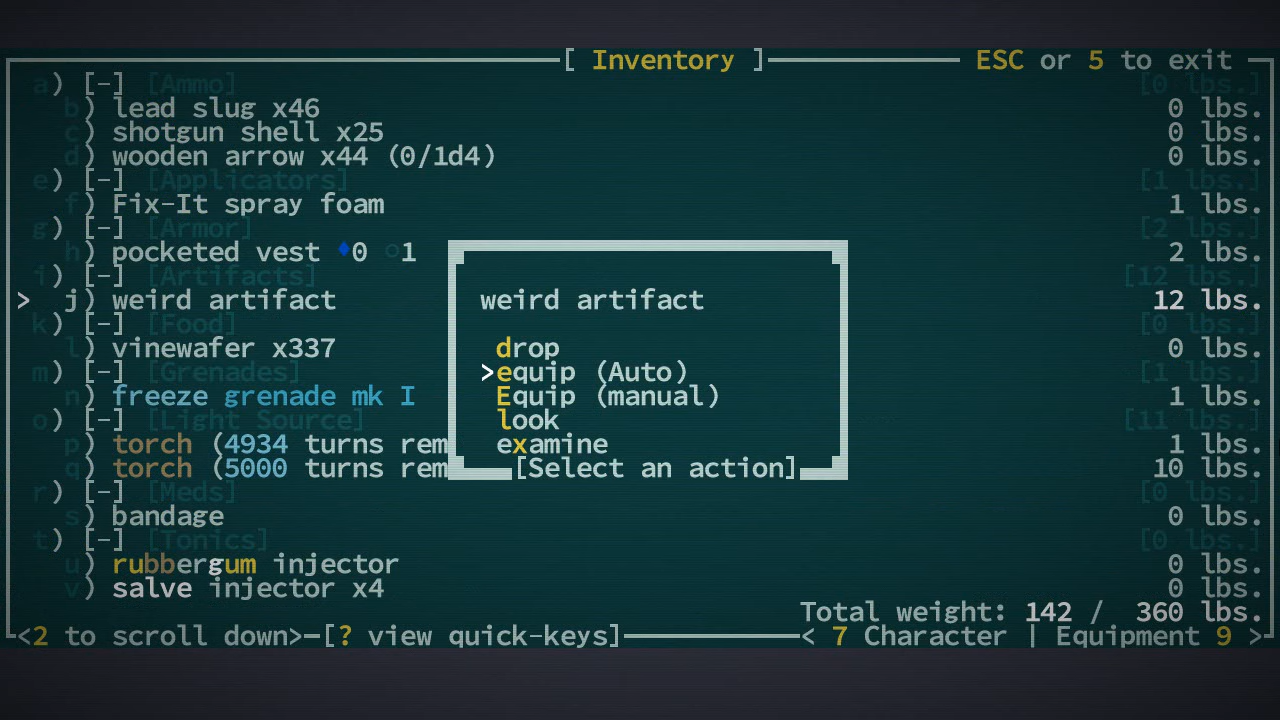 [ Inventory ] ESC or 5 to exit
a) [-] [Ammo] [0 lbs.]
b) lead slug x46 0 lbs.
c) shotgun shell x25 0 lbs.
d) wooden arrow x44 (0/1d4) 0 lbs.
e) [-] [Applicators] [1 lbs.]
f) Fix-It spray foam 1 lbs.
g) [-] [Armor] [2 lbs.]
h) pocketed vest ♦0 ○1 2 lbs.
i) [-] [Artifacts] [12 lbs.]
> j) weird artifact 12 lbs.
k) [-] [Food] [0 lbs.]
l) vinewafer x337 0 lbs.
m) [-] [Grenades] [1 lbs.]
n) freeze grenade mk I 1 lbs.
o) [-] [Light Source] [11 lbs.]
p) torch (4934 turns rem 1 lbs.
q) torch (5000 turns rem 10 lbs.
r) [-] [Meds] [0 lbs.]
s) bandage 0 lbs.
t) [-] [Tonics] [0 lbs.]
u) rubbergum injector 0 lbs.
v) salve injector x4 0 lbs.
weird artifact
drop
>equip (Auto)
Equip (manual)
look
examine
[Select an action]
Total weight: 142 / 360 lbs.
<2 to scroll down> [? view quick-keys] < 7 Character | Equipment 9 >